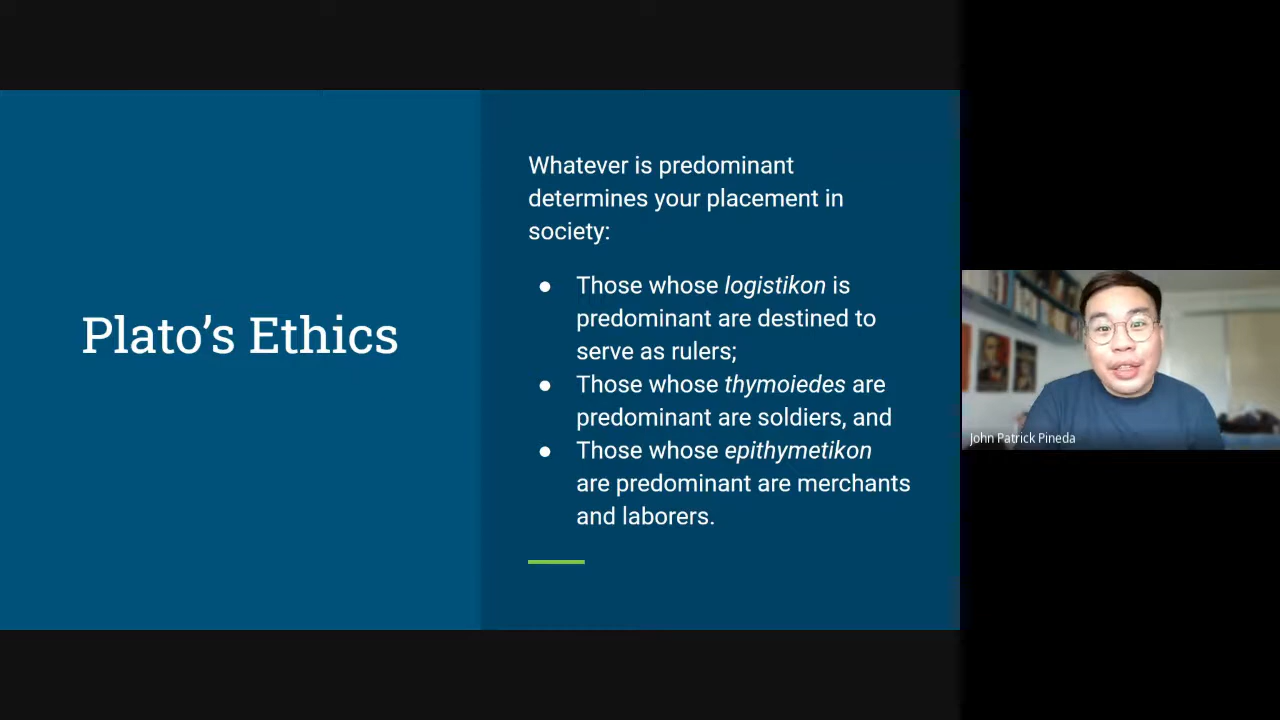 Plato’s Ethics
Whatever is predominant
determines your placement in
society:
● Those whose logistikon is
predominant are destined to
serve as rulers;
● Those whose thymoiedes are
predominant are soldiers, and
● Those whose epithymetikon
are predominant are merchants
and laborers.
John Patrick Pineda